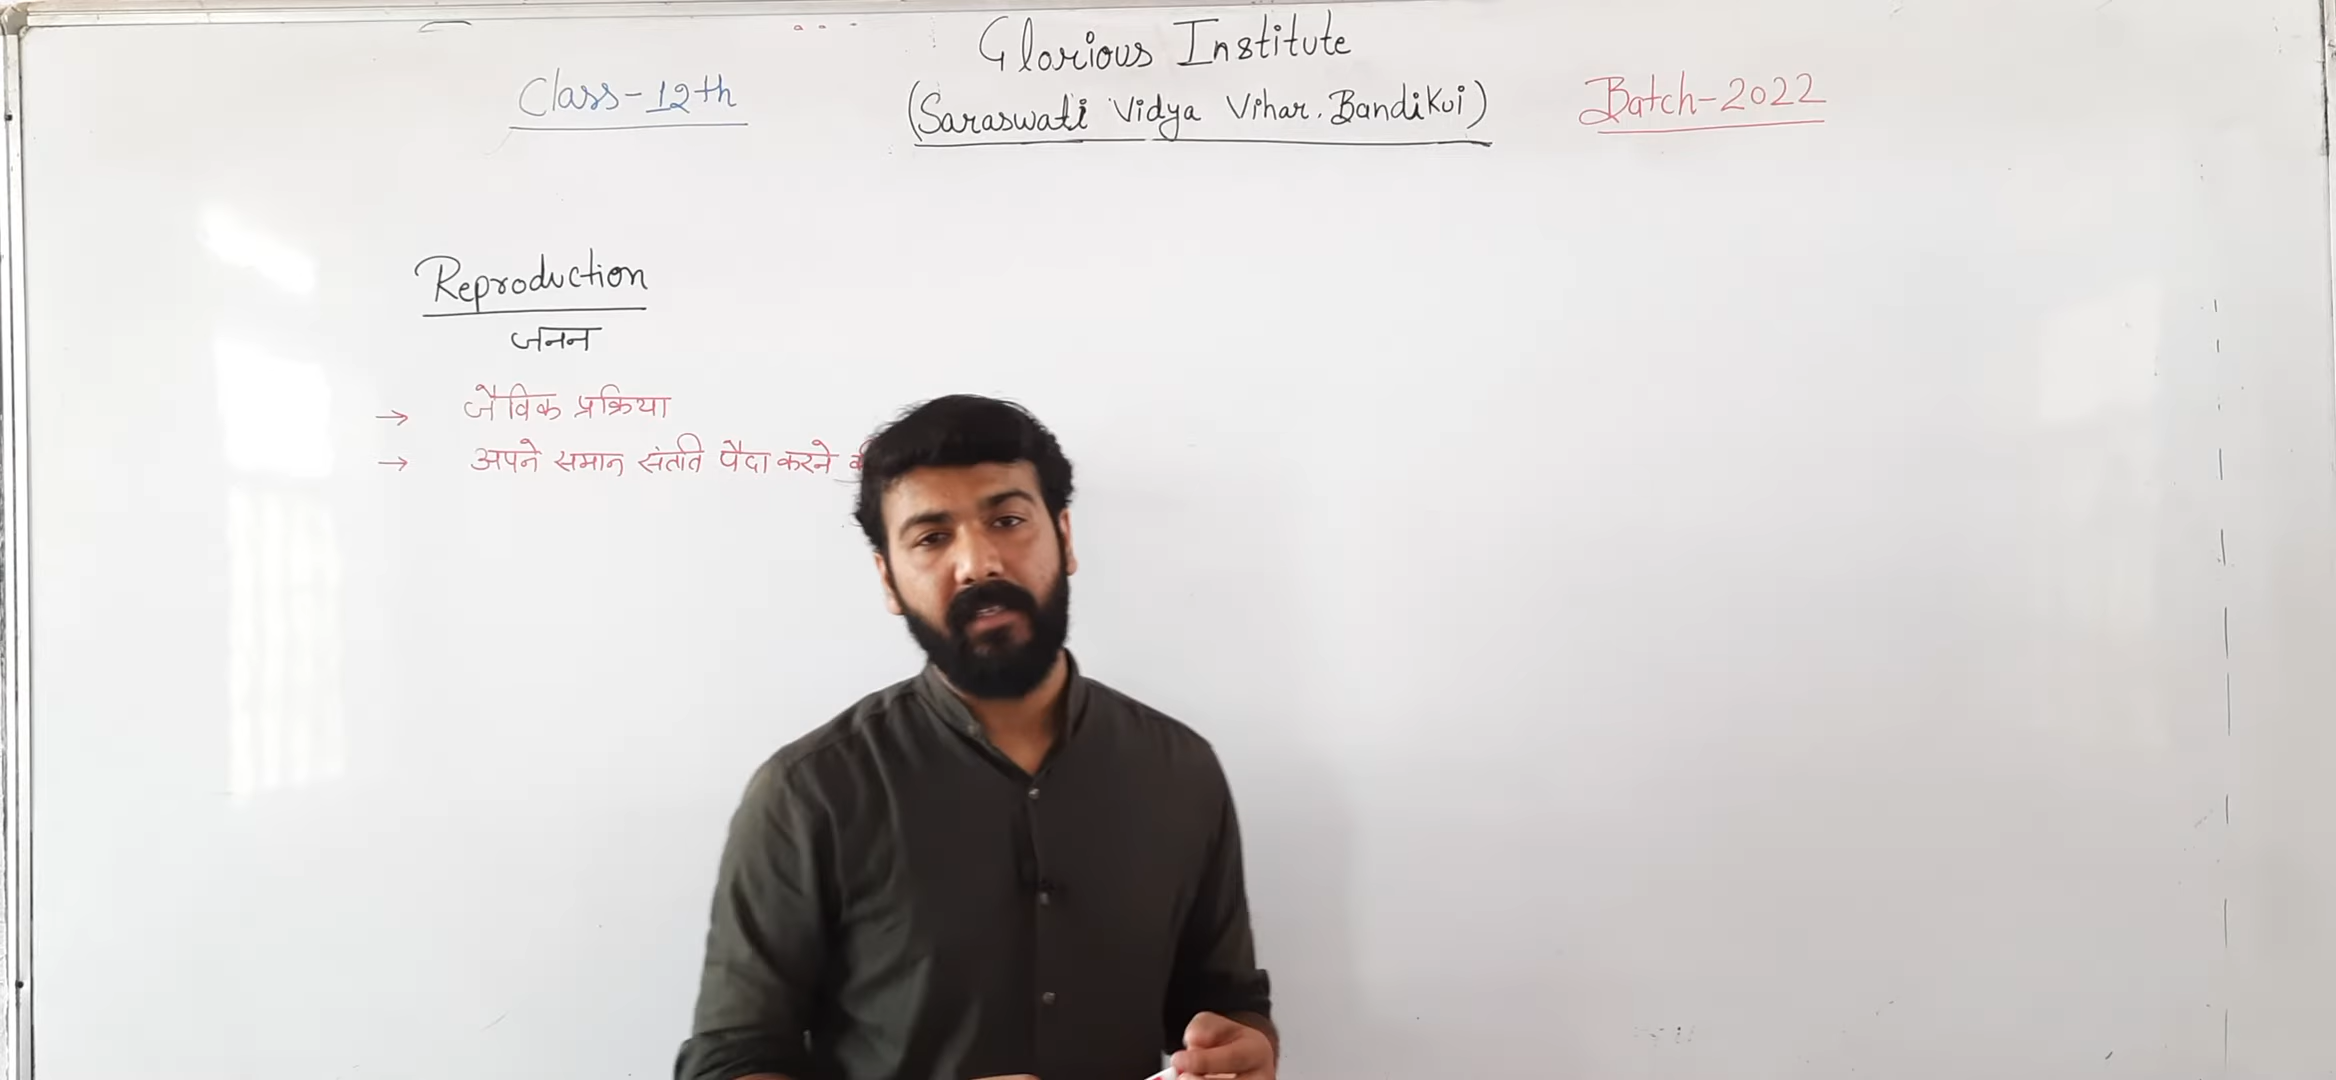 Glorious Institute
Class-12th
(Saraswati Vidya Vihar, Bandikui)
Batch-2022
Reproduction
जनन
→ जैविक प्रक्रिया
→ अपने समान संतति पैदा करने